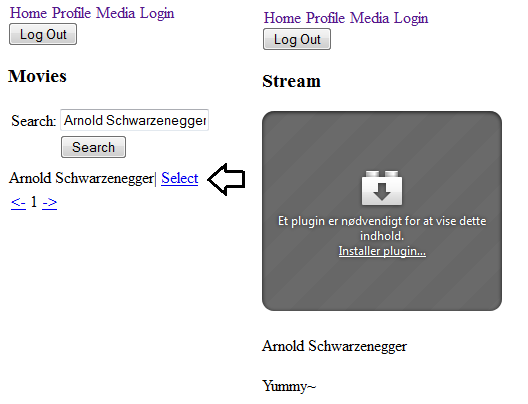 Home Profile Media Login
Log Out
Movies
Search: Arnold Schwarzenegger
Search
Arnold Schwarzenegger| Select
<- 1 ->
Home Profile Media Login
Log Out
Stream
Et plugin er nødvendigt for at vise dette
indhold.
Installer plugin...
Arnold Schwarzenegger
Yummy~